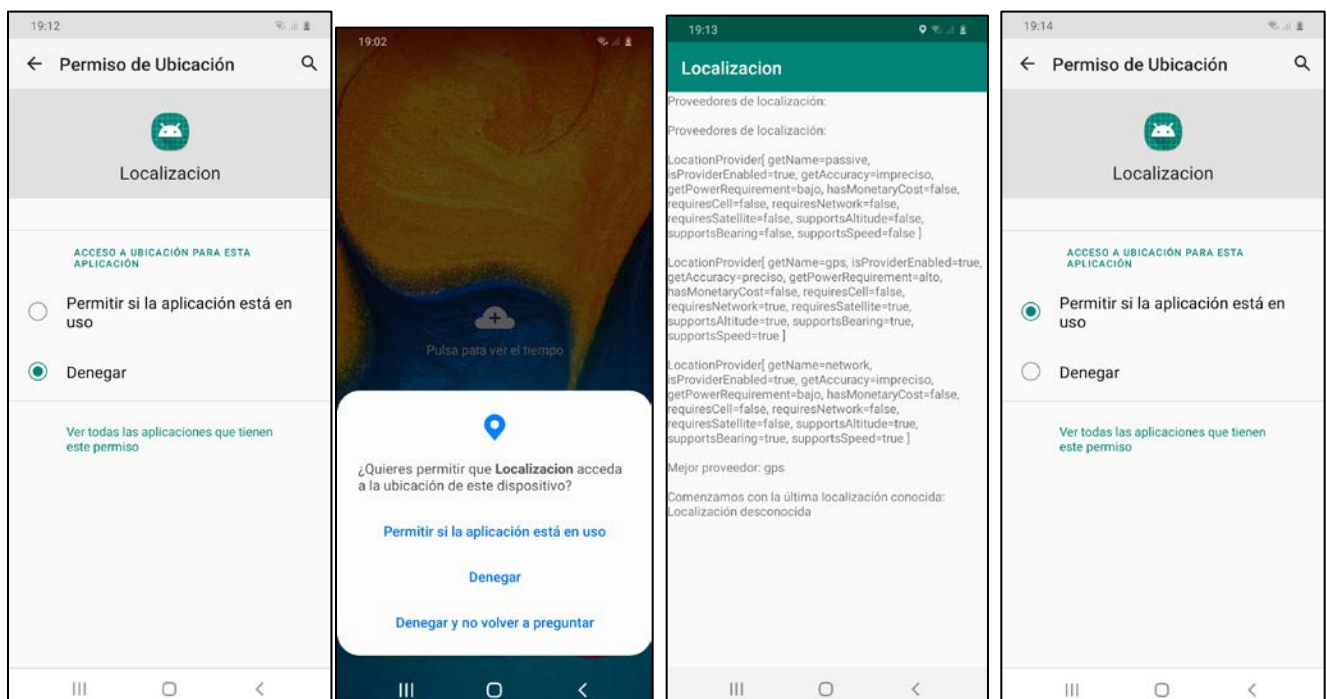 19:12
Permiso de Ubicación
Localizacion
ACCESO A UBICACIÓN PARA ESTA
APLICACIÓN
Permitir si la aplicación está en
uso
Denegar
Ver todas las aplicaciones que tienen
este permiso
19:02
Pulsa para ver el tiempo
¿Quieres permitir que Localizacion acceda
a la ubicación de este dispositivo?
Permitir si la aplicación está en uso
Denegar
Denegar y no volver a preguntar
19:13
Localizacion
Proveedores de localización:
Proveedores de localización:
LocationProvider[ getName=passive,
isProviderEnabled=true, getAccuracy=impreciso,
getPowerRequirement=bajo, hasMonetaryCost=false,
requiresCell=false, requiresNetwork=false,
requiresSatellite=false, supportsAltitude=false,
supportsBearing=false, supportsSpeed=false ]
LocationProvider[ getName=gps, isProviderEnabled=true,
getAccuracy=preciso, getPowerRequirement=alto,
hasMonetaryCost=false, requiresCell=false,
requiresNetwork=true, requiresSatellite=true,
supportsAltitude=true, supportsBearing=true,
supportsSpeed=true ]
LocationProvider[ getName=network,
isProviderEnabled=true, getAccuracy=impreciso,
getPowerRequirement=bajo, hasMonetaryCost=false,
requiresCell=false, requiresNetwork=false,
requiresSatellite=false, supportsAltitude=true,
supportsBearing=true, supportsSpeed=true ]
Mejor proveedor: gps
Comenzamos con la última localización conocida:
Localización desconocida
19:14
Permiso de Ubicación
Localizacion
ACCESO A UBICACIÓN PARA ESTA
APLICACIÓN
Permitir si la aplicación está en
uso
Denegar
Ver todas las aplicaciones que tienen
este permiso